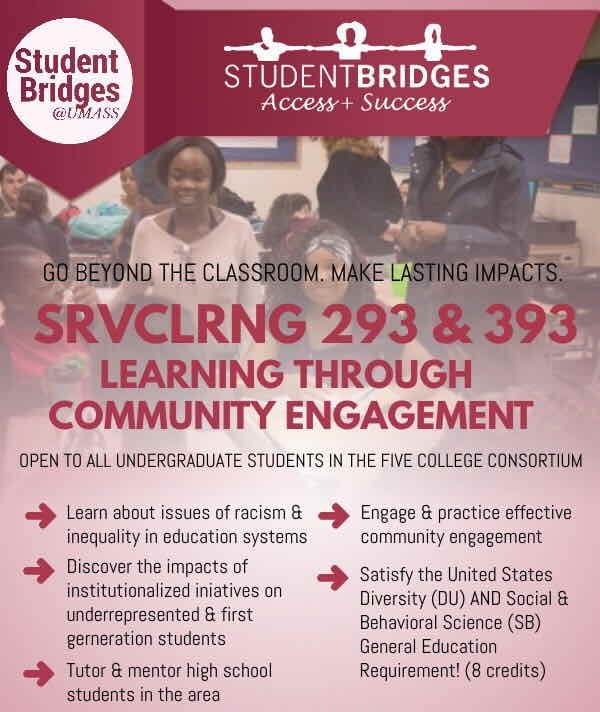 Student
Bridges
@UMASS
STUDENTBRIDGES
Access + Success
GO BEYOND THE CLASSROOM. MAKE LASTING IMPACTS.
SRVCLRNG 293 & 393
LEARNING THROUGH
COMMUNITY ENGAGEMENT
OPEN TO ALL UNDERGRADUATE STUDENTS IN THE FIVE COLLEGE CONSORTIUM
Learn about issues of racism &
inequality in education systems
Discover the impacts of
institutionalized iniatives on
underrepresented & first
gerneration students
Tutor & mentor high school
students in the area
Engage & practice effective
community engagement
Satisfy the United States
Diversity (DU) AND Social &
Behavioral Science (SB)
General Education
Requirement! (8 credits)